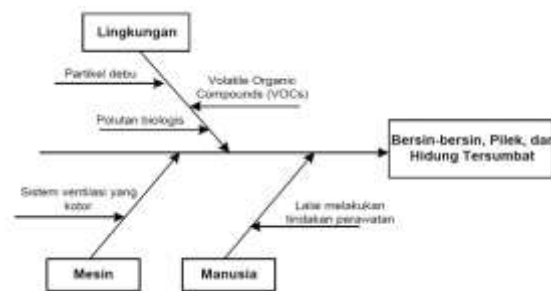 Lingkungan
Partikel debu
Volatile Organic
Compounds (VOCs)
Polutan biologis
Bersin-bersin, Pilek, dan
Hidung Tersumbat
Sistem ventilasi yang
kotor
Lalai melakukan
tindakan perawatan
Mesin
Manusia